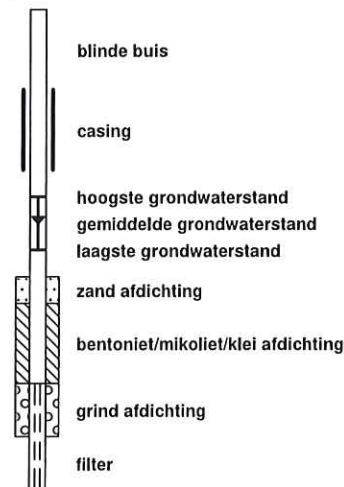 blinde buis
casing
hoogste grondwaterstand
gemiddelde grondwaterstand
laagste grondwaterstand
zand afdichting
bentoniet/mikoliet/klei afdichting
grind afdichting
filter